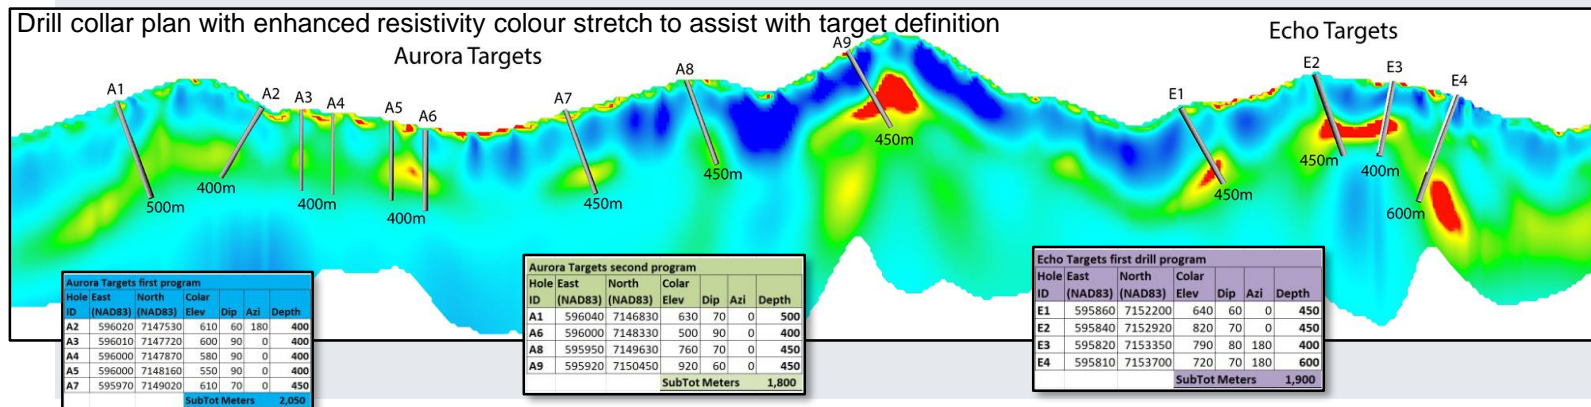 Drill collar plan with enhanced resistivity colour stretch to assist with target definition
Aurora Targets
Echo Targets
A1
A2
A3
A4
A5
A6
A7
A8
A9
E1
E2
E3
E4
500m
400m
400m
400m
450m
450m
450m
450m
450m
400m
600m
Aurora Targets first program
Hole ID East (NAD83) North (NAD83) Colar Elev Dip Azi Depth
A2 596020 7147530 610 60 180 400
A3 596010 7147720 600 90 0 400
A4 596000 7147870 580 90 0 400
A5 596000 7148160 550 90 0 400
A7 595970 7149020 610 70 0 450
SubTot Meters 2,050
Aurora Targets second program
Hole ID East (NAD83) North (NAD83) Colar Elev Dip Azi Depth
A1 596040 7146830 630 70 0 500
A6 596000 7148330 500 90 0 400
A8 595950 7149630 760 70 0 450
A9 595920 7150450 920 60 0 450
SubTot Meters 1,800
Echo Targets first drill program
Hole ID East (NAD83) North (NAD83) Colar Elev Dip Azi Depth
E1 595860 7152200 640 60 0 450
E2 595840 7152920 820 70 0 450
E3 595820 7153350 790 80 180 400
E4 595810 7153700 720 70 180 600
SubTot Meters 1,900